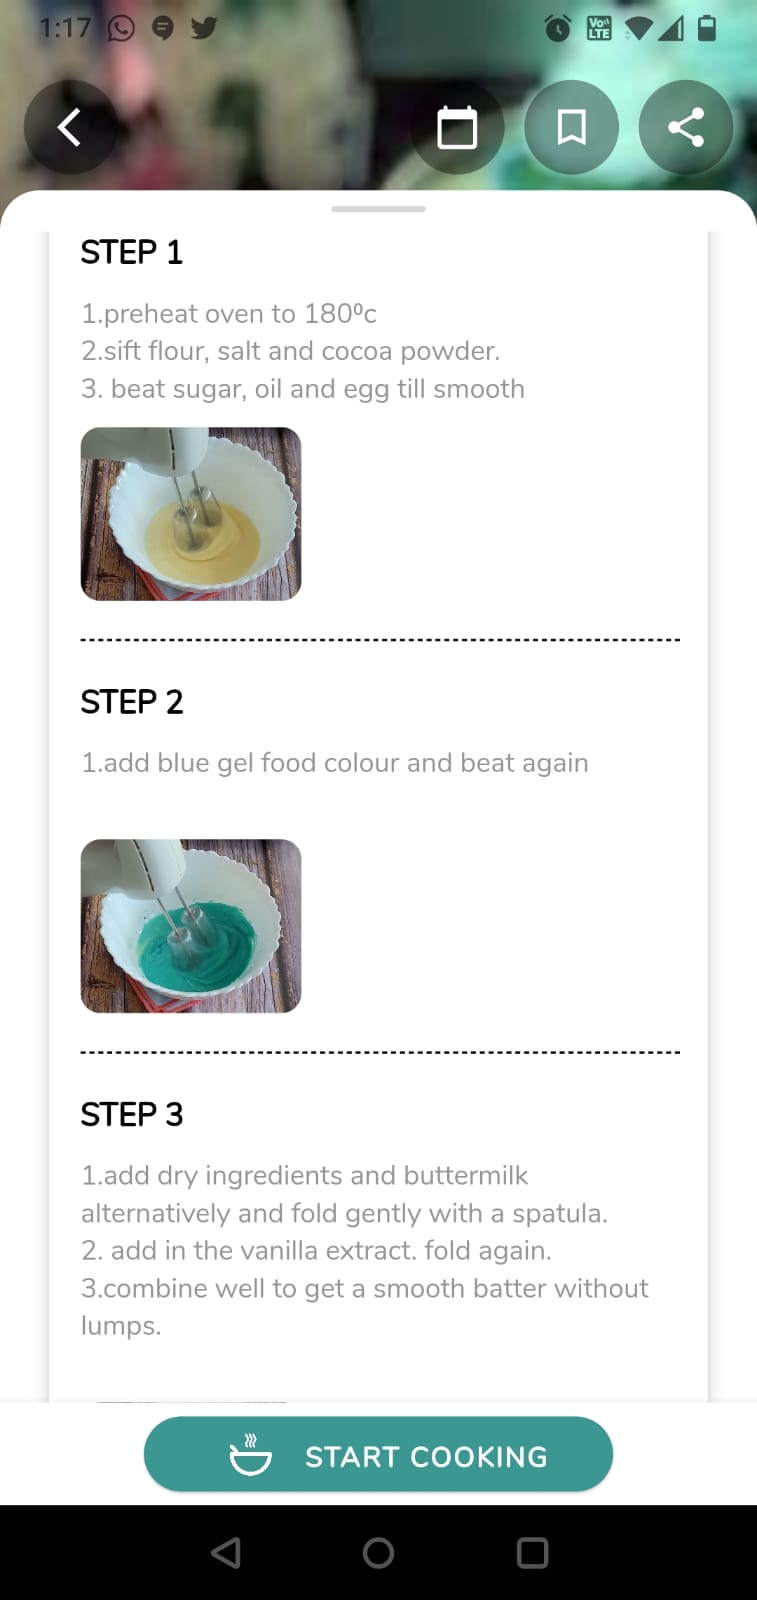 1:17
Vo
LTE
STEP 1
1.preheat oven to 180⁰c
2.sift flour, salt and cocoa powder.
3. beat sugar, oil and egg till smooth
STEP 2
1.add blue gel food colour and beat again
STEP 3
1.add dry ingredients and buttermilk
alternatively and fold gently with a spatula.
2. add in the vanilla extract. fold again.
3.combine well to get a smooth batter without
lumps.
START COOKING